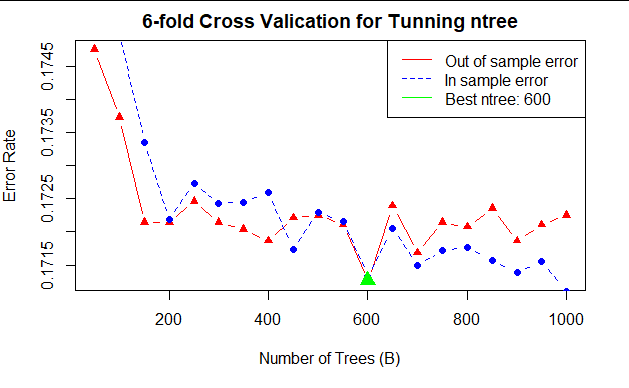 6-fold Cross Valication for Tunning ntree
Out of sample error
In sample error
Best ntree: 600
Error Rate
0.1745
0.1735
0.1725
0.1715
200 400 600 800 1000
Number of Trees (B)